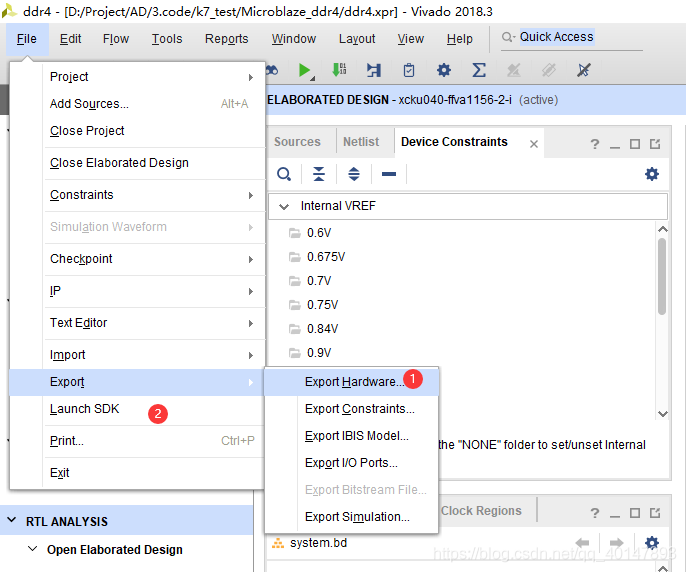 ddr4 - [D:/Project/AD/3.code/k7_test/Microblaze_ddr4/ddr4.xpr] - Vivado 2018.3
File Edit Flow Tools Reports Window Layout View Help Quick Access
ELABORATED DESIGN - xcku040-ffva1156-2-i (active)
Project
Add Sources... Alt+A
Close Project
Close Elaborated Design
Constraints
Simulation Waveform
Checkpoint
IP
Text Editor
Import
Export
Launch SDK 2
Print... Ctrl+P
Exit
Sources Netlist Device Constraints
Internal VREF
0.6V
0.675V
0.7V
0.75V
0.84V
0.9V
Export Hardware... 1
Export Constraints...
Export IBIS Model...
Export I/O Ports...
Export Bitstream File...
Export Simulation...
the "NONE" folder to set/unset Internal
Clock Regions
system.bd
RTL ANALYSIS
Open Elaborated Design
https://blog.csdn.net/qq_40147893